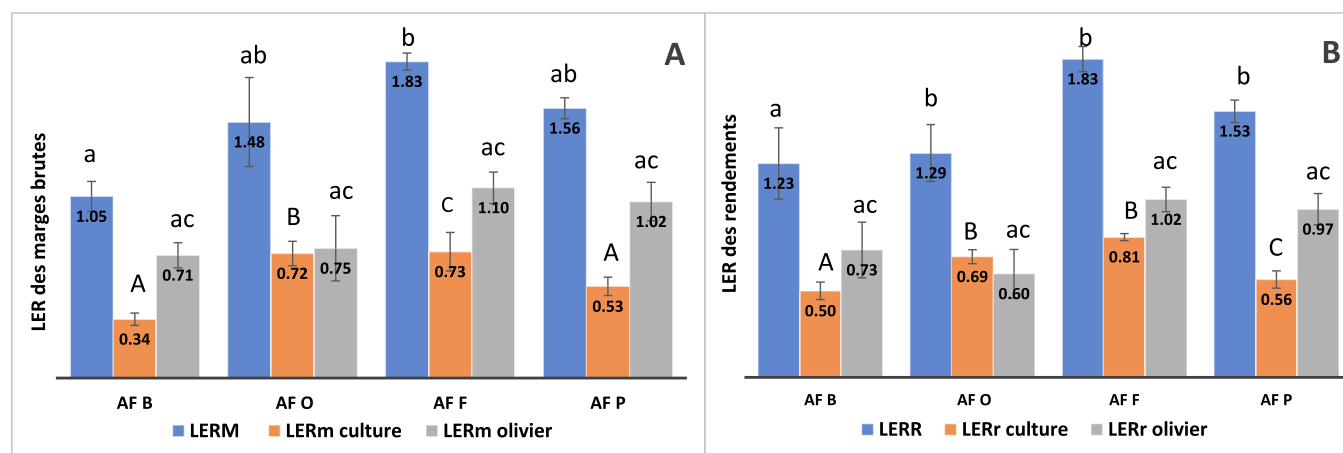 A
LER des marges brutes
a
1.05
A
0.34
ac
0.71
ab
1.48
B
0.72
ac
0.75
b
1.83
C
0.73
ac
1.10
ab
1.56
A
0.53
ac
1.02
AF B AF O AF F AF P
LERM LERm culture LERm olivier
B
LER des rendements
a
1.23
A
0.50
ac
0.73
b
1.29
B
0.69
ac
0.60
b
1.83
B
0.81
ac
1.02
b
1.53
C
0.56
ac
0.97
AF B AF O AF F AF P
LERR LERr culture LERr olivier